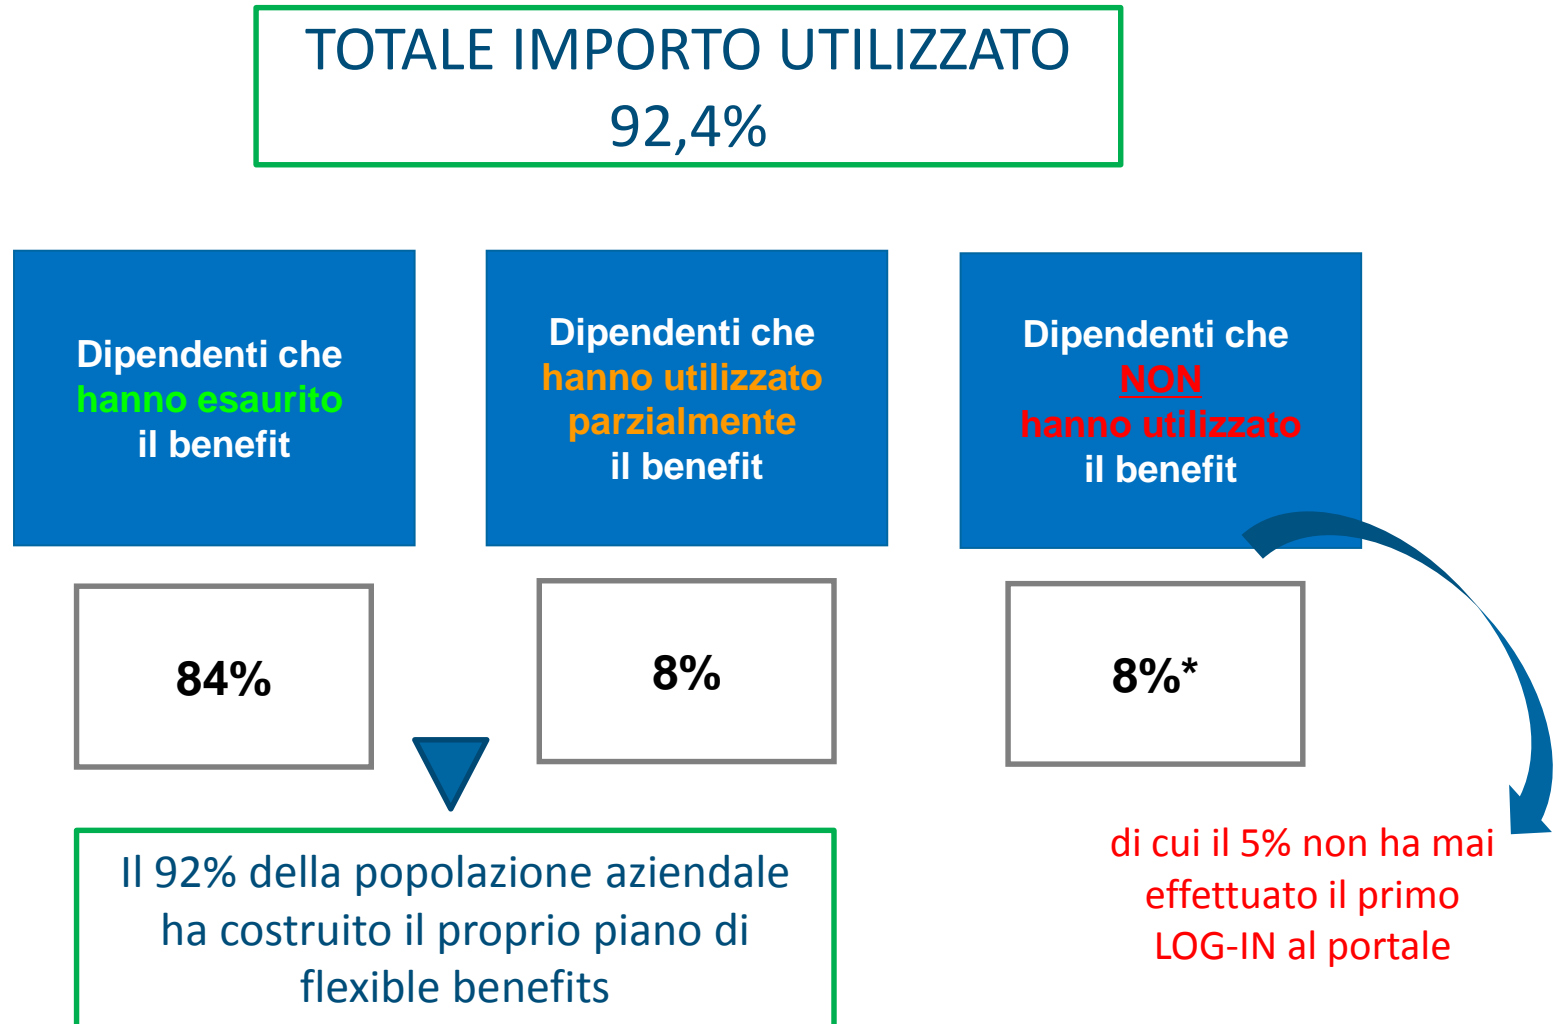 TOTALE IMPORTO UTILIZZATO
92,4%
Dipendenti che
hanno esaurito
il benefit
Dipendenti che
hanno utilizzato
parzialmente
il benefit
Dipendenti che
NON
hanno utilizzato
il benefit
84%
8%
8%*
Il 92% della popolazione aziendale
ha costruito il proprio piano di
flexible benefits
di cui il 5% non ha mai
effettuato il primo
LOG-IN al portale